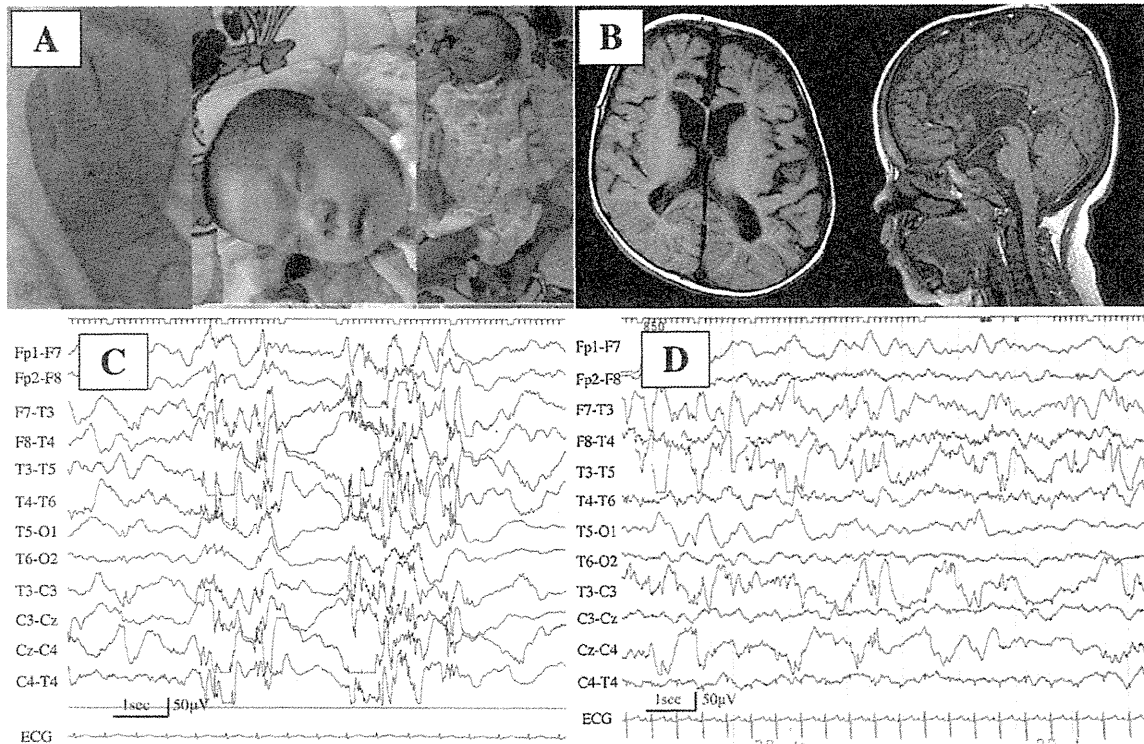 A
B
C
Fp1-F7
Fp2-F8
F7-T3
F8-T4
T3-T5
T4-T6
T5-O1
T6-O2
T3-C3
C3-Cz
Cz-C4
C4-T4
1sec 50μV
ECG
850
D
Fp1-F7
Fp2-F8
F7-T3
F8-T4
T3-T5
T4-T6
T5-O1
T6-O2
T3-C3
C3-Cz
Cz-C4
C4-T4
1sec 50μV
ECG